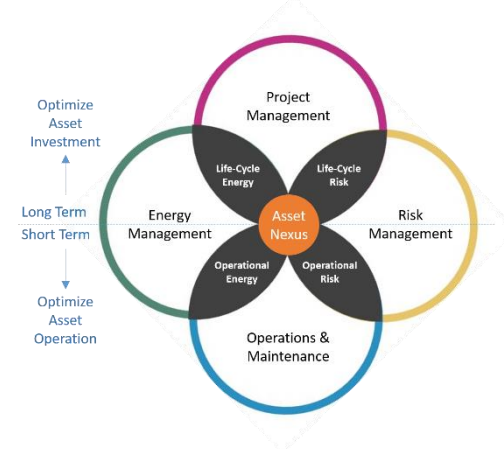 Project
Management
Optimize
Asset
Investment
Life-Cycle
Energy
Life-Cycle
Risk
Long Term
Short Term
Energy
Management
Asset
Nexus
Risk
Management
Operational
Energy
Operational
Risk
Optimize
Asset
Operation
Operations &
Maintenance